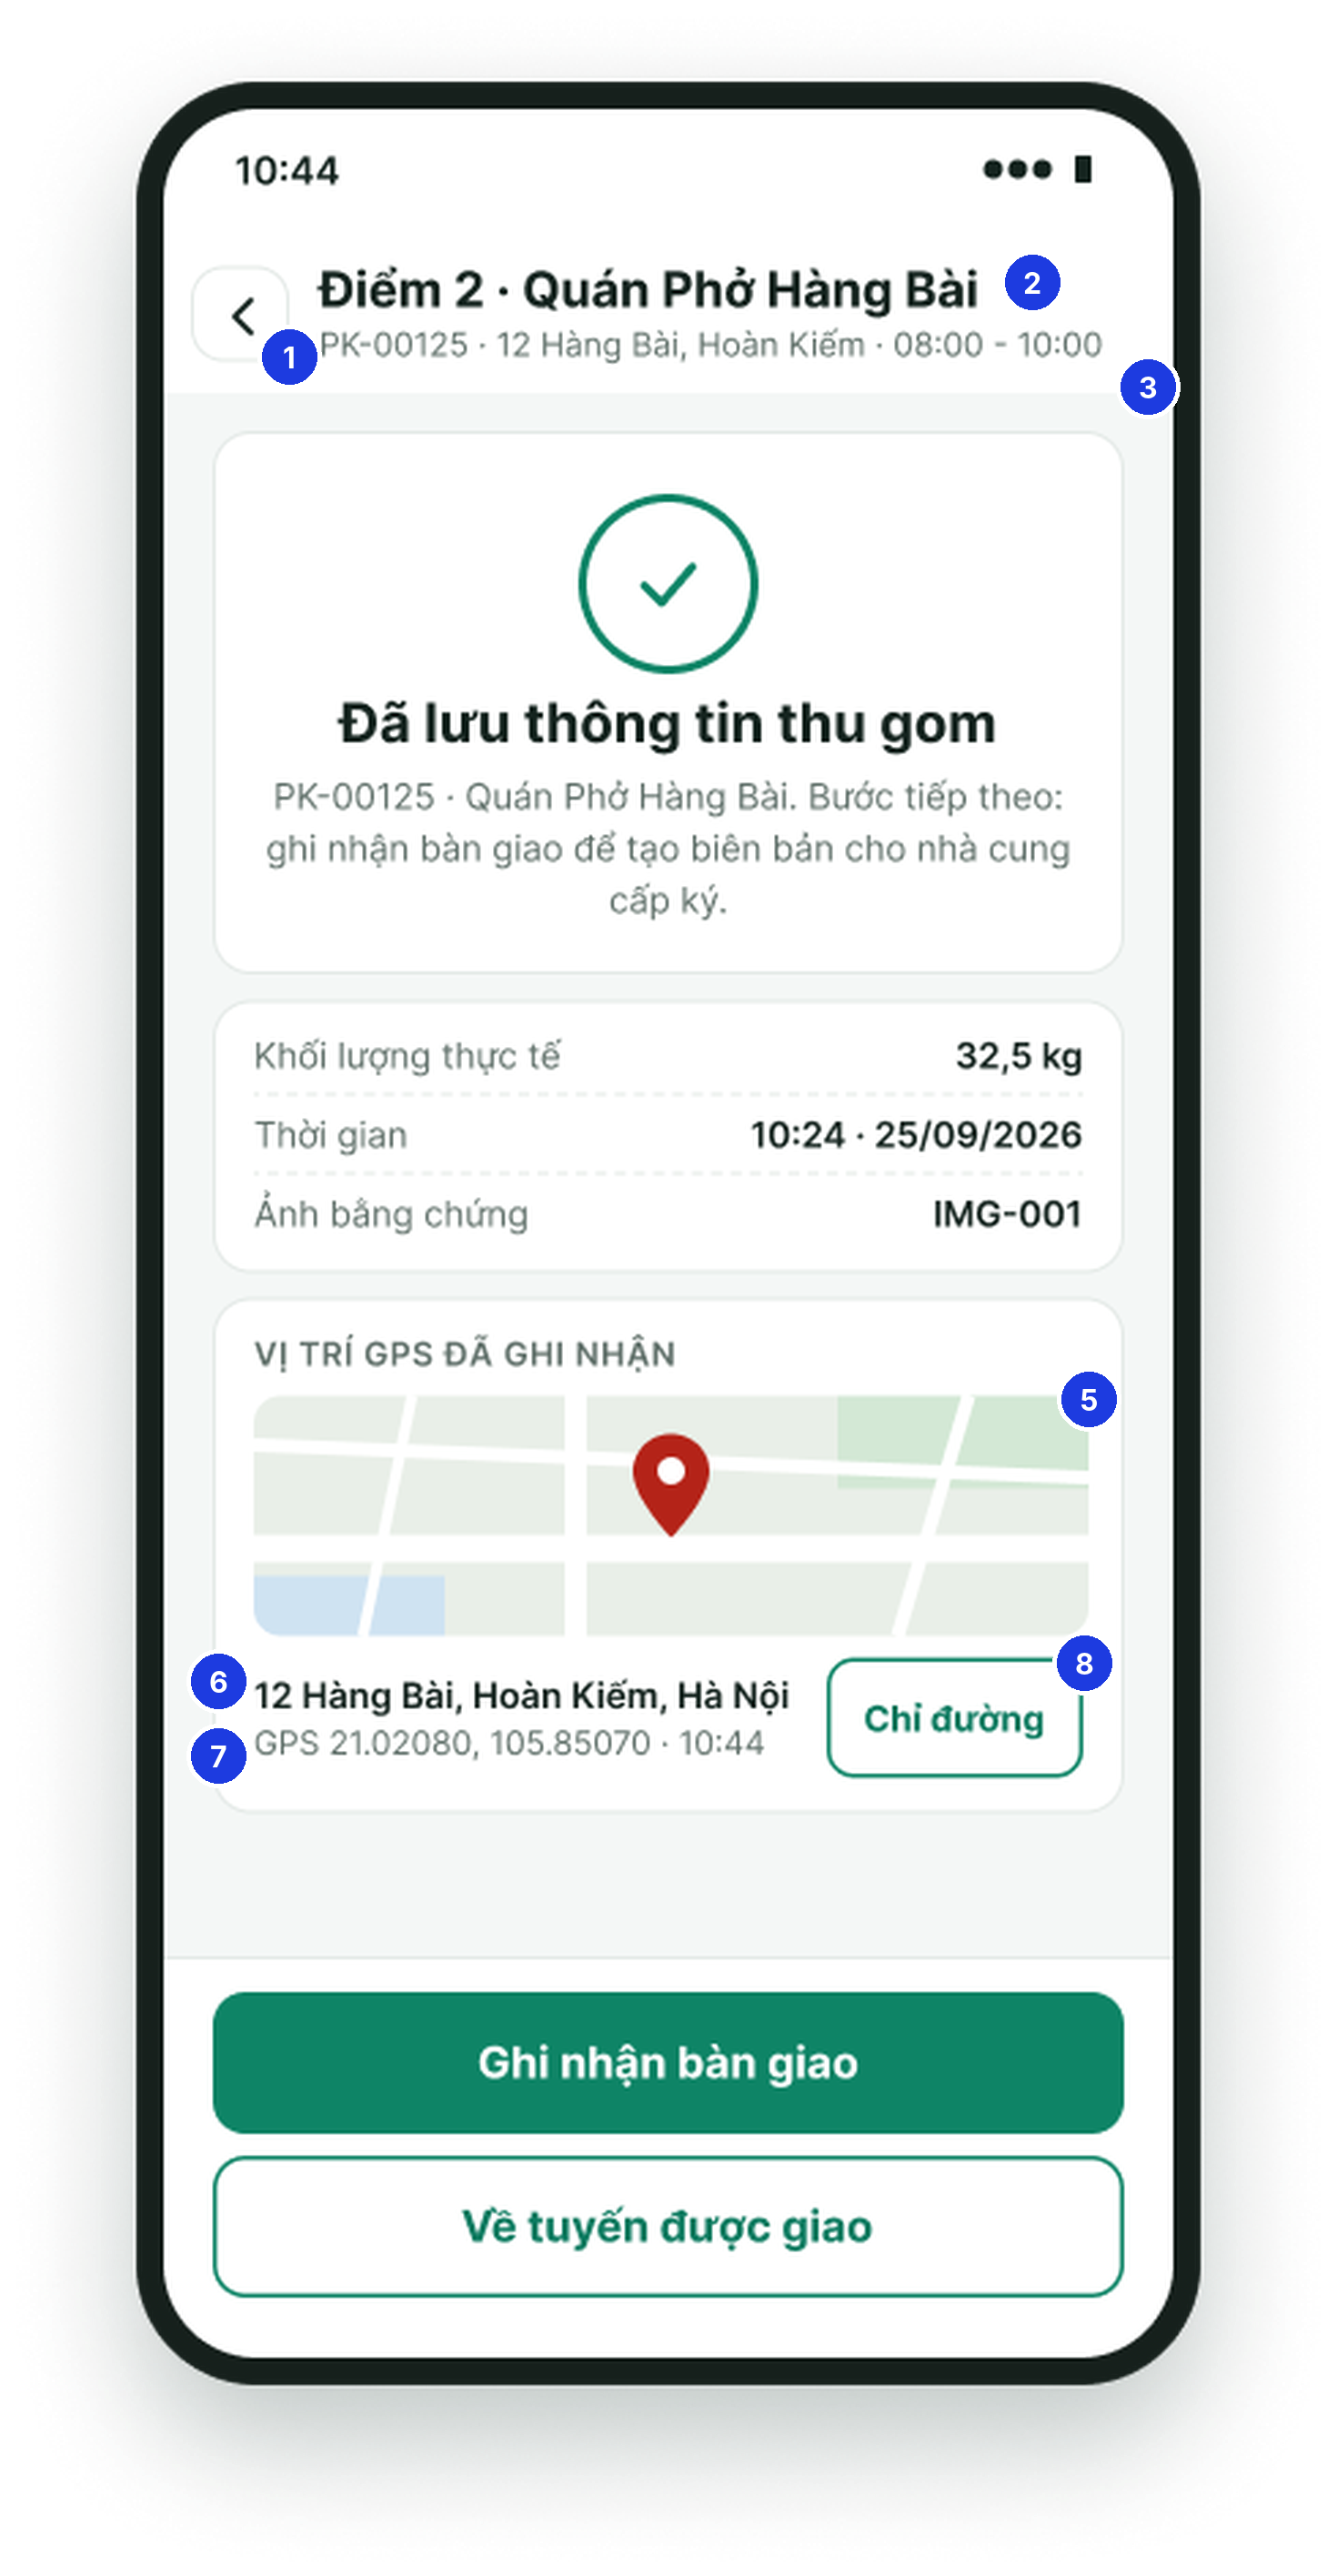 10:44
Điểm 2 · Quán Phở Hàng Bài
2
1
PK-00125 · 12 Hàng Bài, Hoàn Kiếm · 08:00 - 10:00
3
Đã lưu thông tin thu gom
PK-00125 · Quán Phở Hàng Bài. Bước tiếp theo:
ghi nhận bàn giao để tạo biên bản cho nhà cung
cấp ký.
Khối lượng thực tế 32,5 kg
Thời gian 10:24 · 25/09/2026
Ảnh bằng chứng IMG-001
VỊ TRÍ GPS ĐÃ GHI NHẬN
5
6
12 Hàng Bài, Hoàn Kiếm, Hà Nội
7
GPS 21.02080, 105.85070 · 10:44
8
Chỉ đường
Ghi nhận bàn giao
Về tuyến được giao